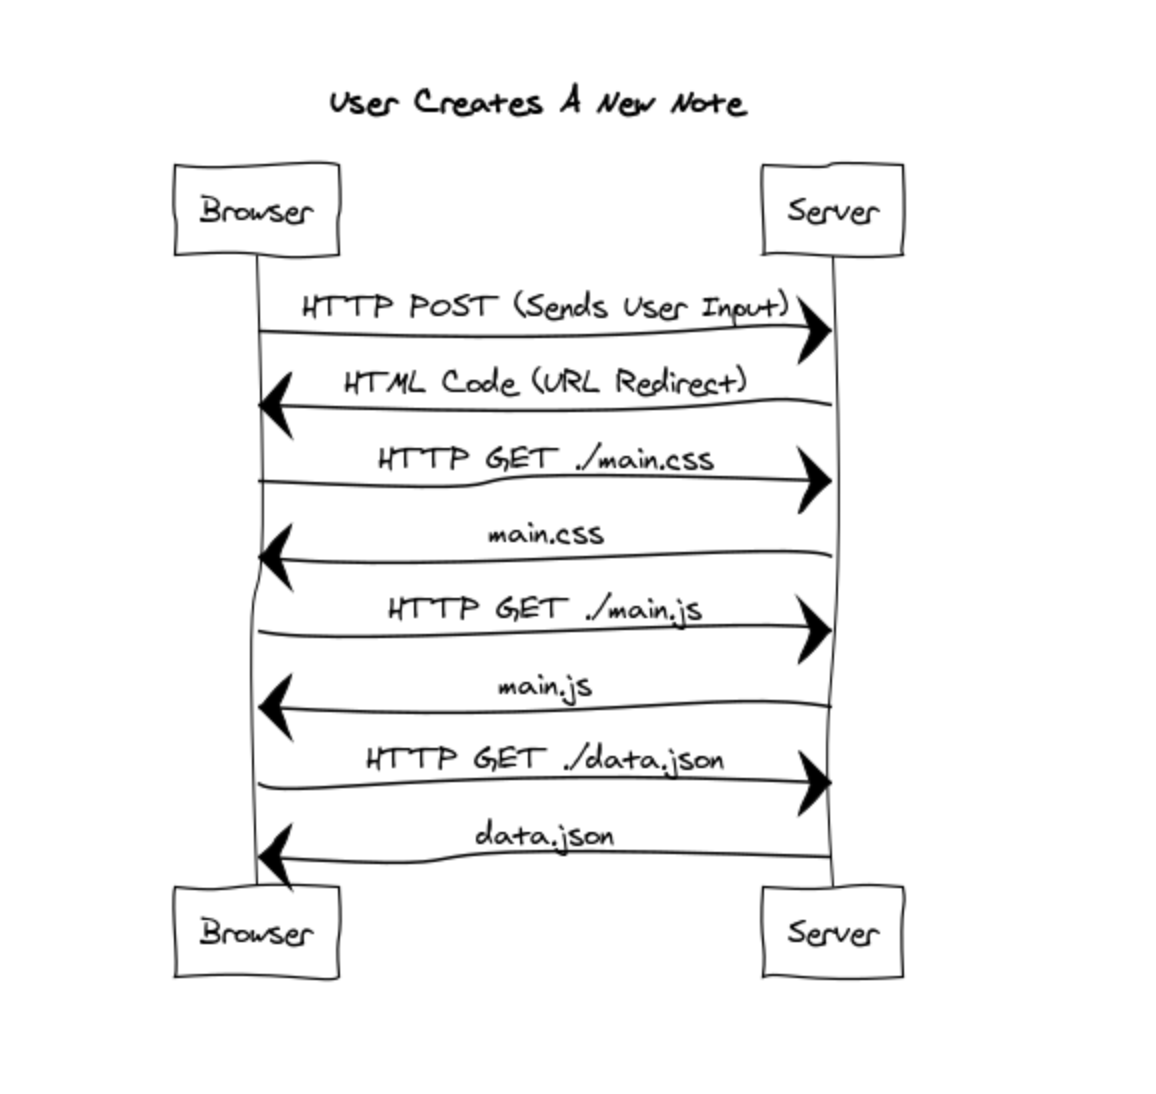 User Creates A New Note
Browser
Server
HTTP POST (Sends User Input)
HTML Code (URL Redirect)
HTTP GET ./main.css
main.css
HTTP GET ./main.js
main.js
HTTP GET ./data.json
data.json
Browser
Server